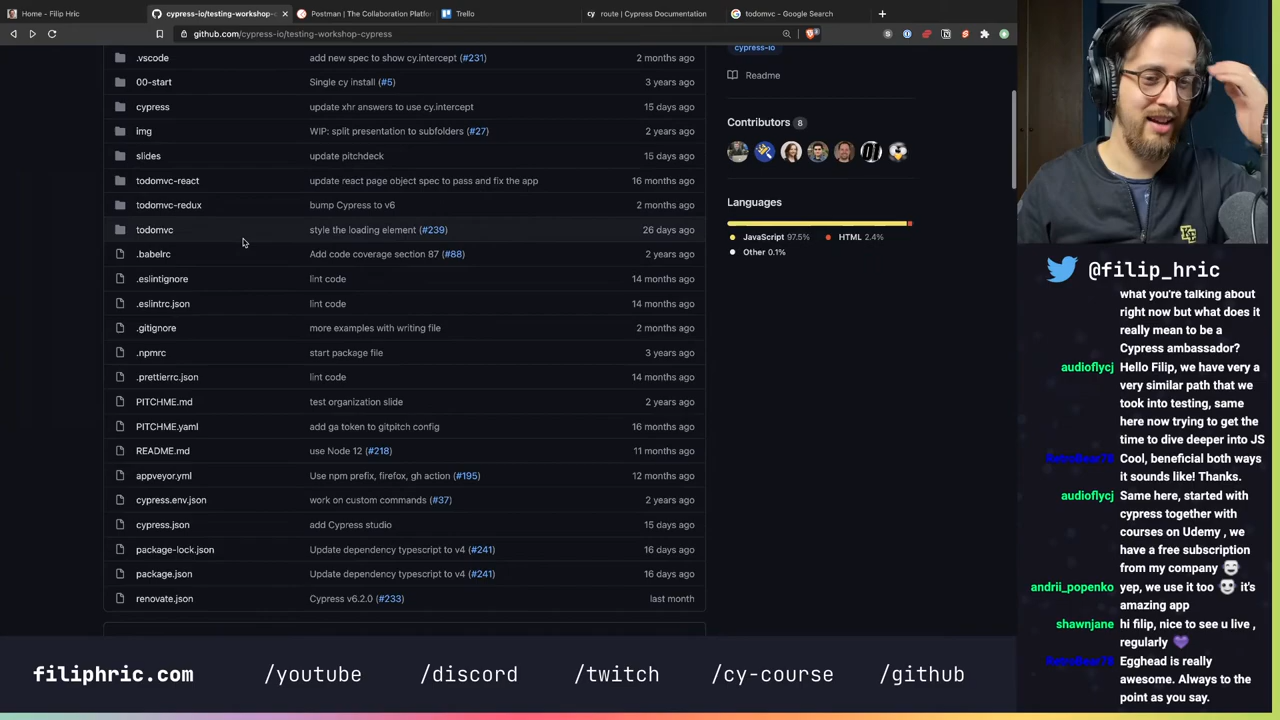 Home - Filip Hric
cypress-io/testing-workshop-c
Postman | The Collaboration Platf
Trello
cy route | Cypress Documentation
todomvc - Google Search
github.com/cypress-io/testing-workshop-cypress
.vscode add new spec to show cy.intercept (#231) 2 months ago
00-start Single cy install (#5) 3 years ago
cypress update xhr answers to use cy.intercept 15 days ago
img WIP: split presentation to subfolders (#27) 2 years ago
slides update pitchdeck 15 days ago
todomvc-react update react page object spec to pass and fix the app 16 months ago
todomvc-redux bump Cypress to v6 2 months ago
todomvc style the loading element (#239) 26 days ago
.babelrc Add code coverage section 87 (#88) 2 years ago
.eslintignore lint code 14 months ago
.eslintrc.json lint code 14 months ago
.gitignore more examples with writing file 2 months ago
.npmrc start package file 3 years ago
.prettierrc.json lint code 14 months ago
PITCHME.md test organization slide 2 years ago
PITCHME.yaml add ga token to gitpitch config 16 months ago
README.md use Node 12 (#218) 11 months ago
appveyor.yml Use npm prefix, firefox, gh action (#195) 12 months ago
cypress.env.json work on custom commands (#37) 2 years ago
cypress.json add Cypress studio 15 days ago
package-lock.json Update dependency typescript to v4 (#241) 16 days ago
package.json Update dependency typescript to v4 (#241) 16 days ago
renovate.json Cypress v6.2.0 (#233) last month
cypress-io
Readme
Contributors 8
Languages
JavaScript 97.5% HTML 2.4%
Other 0.1%
@filip_hric
what you're talking about
right now but what does it
really mean to be a
Cypress ambassador?
audioflycj Hello Filip, we have very a
very similar path that we
took into testing, same
here now trying to get the
time to dive deeper into JS
RetroBear76 Cool, beneficial both ways
it sounds like! Thanks.
audioflycj Same here, started with
cypress together with
courses on Udemy , we
have a free subscription
from my company
andrii_popenko yep, we use it too it's
amazing app
shawnjane hi filip, nice to see u live ,
regularly
RetroBear76 Egghead is really
awesome. Always to the
point as you say.
filiphric.com /youtube /discord /twitch /cy-course /github